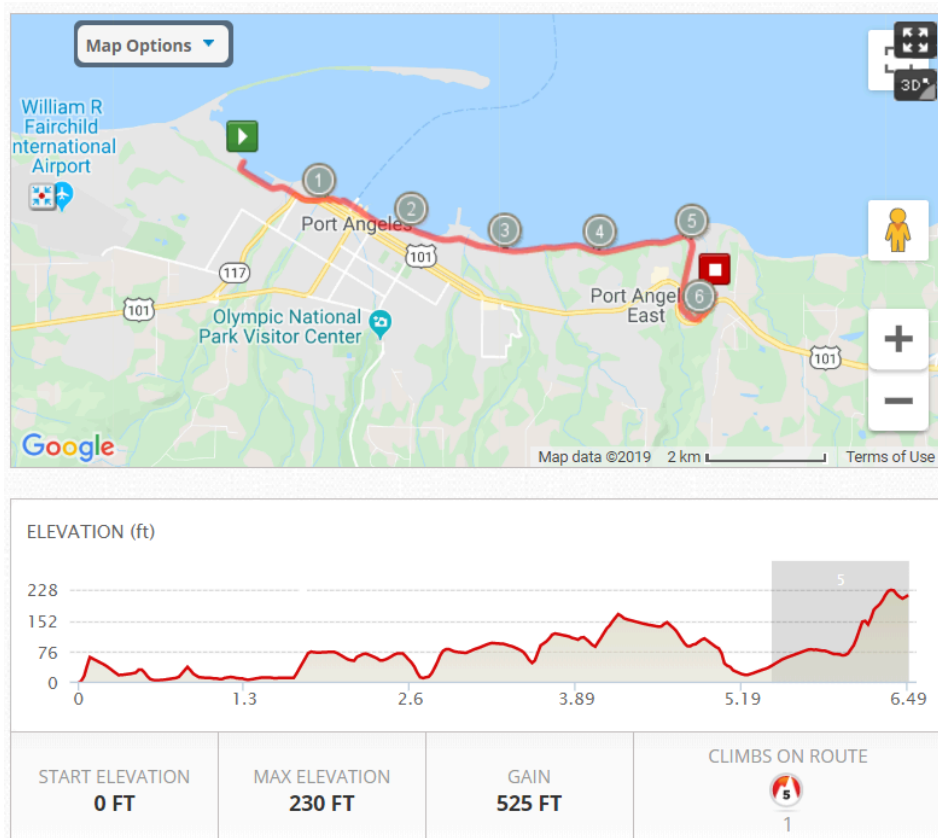 Map Options
3D
William R
Fairchild
nternational
Airport
1
2
Port Angeles
3
4
5
101
117
Port Angel
East
6
101
Olympic National
Park Visitor Center
101
Google
Map data ©2019 2 km Terms of Use
ELEVATION (ft)
5
228
152
76
0
0 1.3 2.6 3.89 5.19 6.49
START ELEVATION
0 FT
MAX ELEVATION
230 FT
GAIN
525 FT
CLIMBS ON ROUTE
5
1